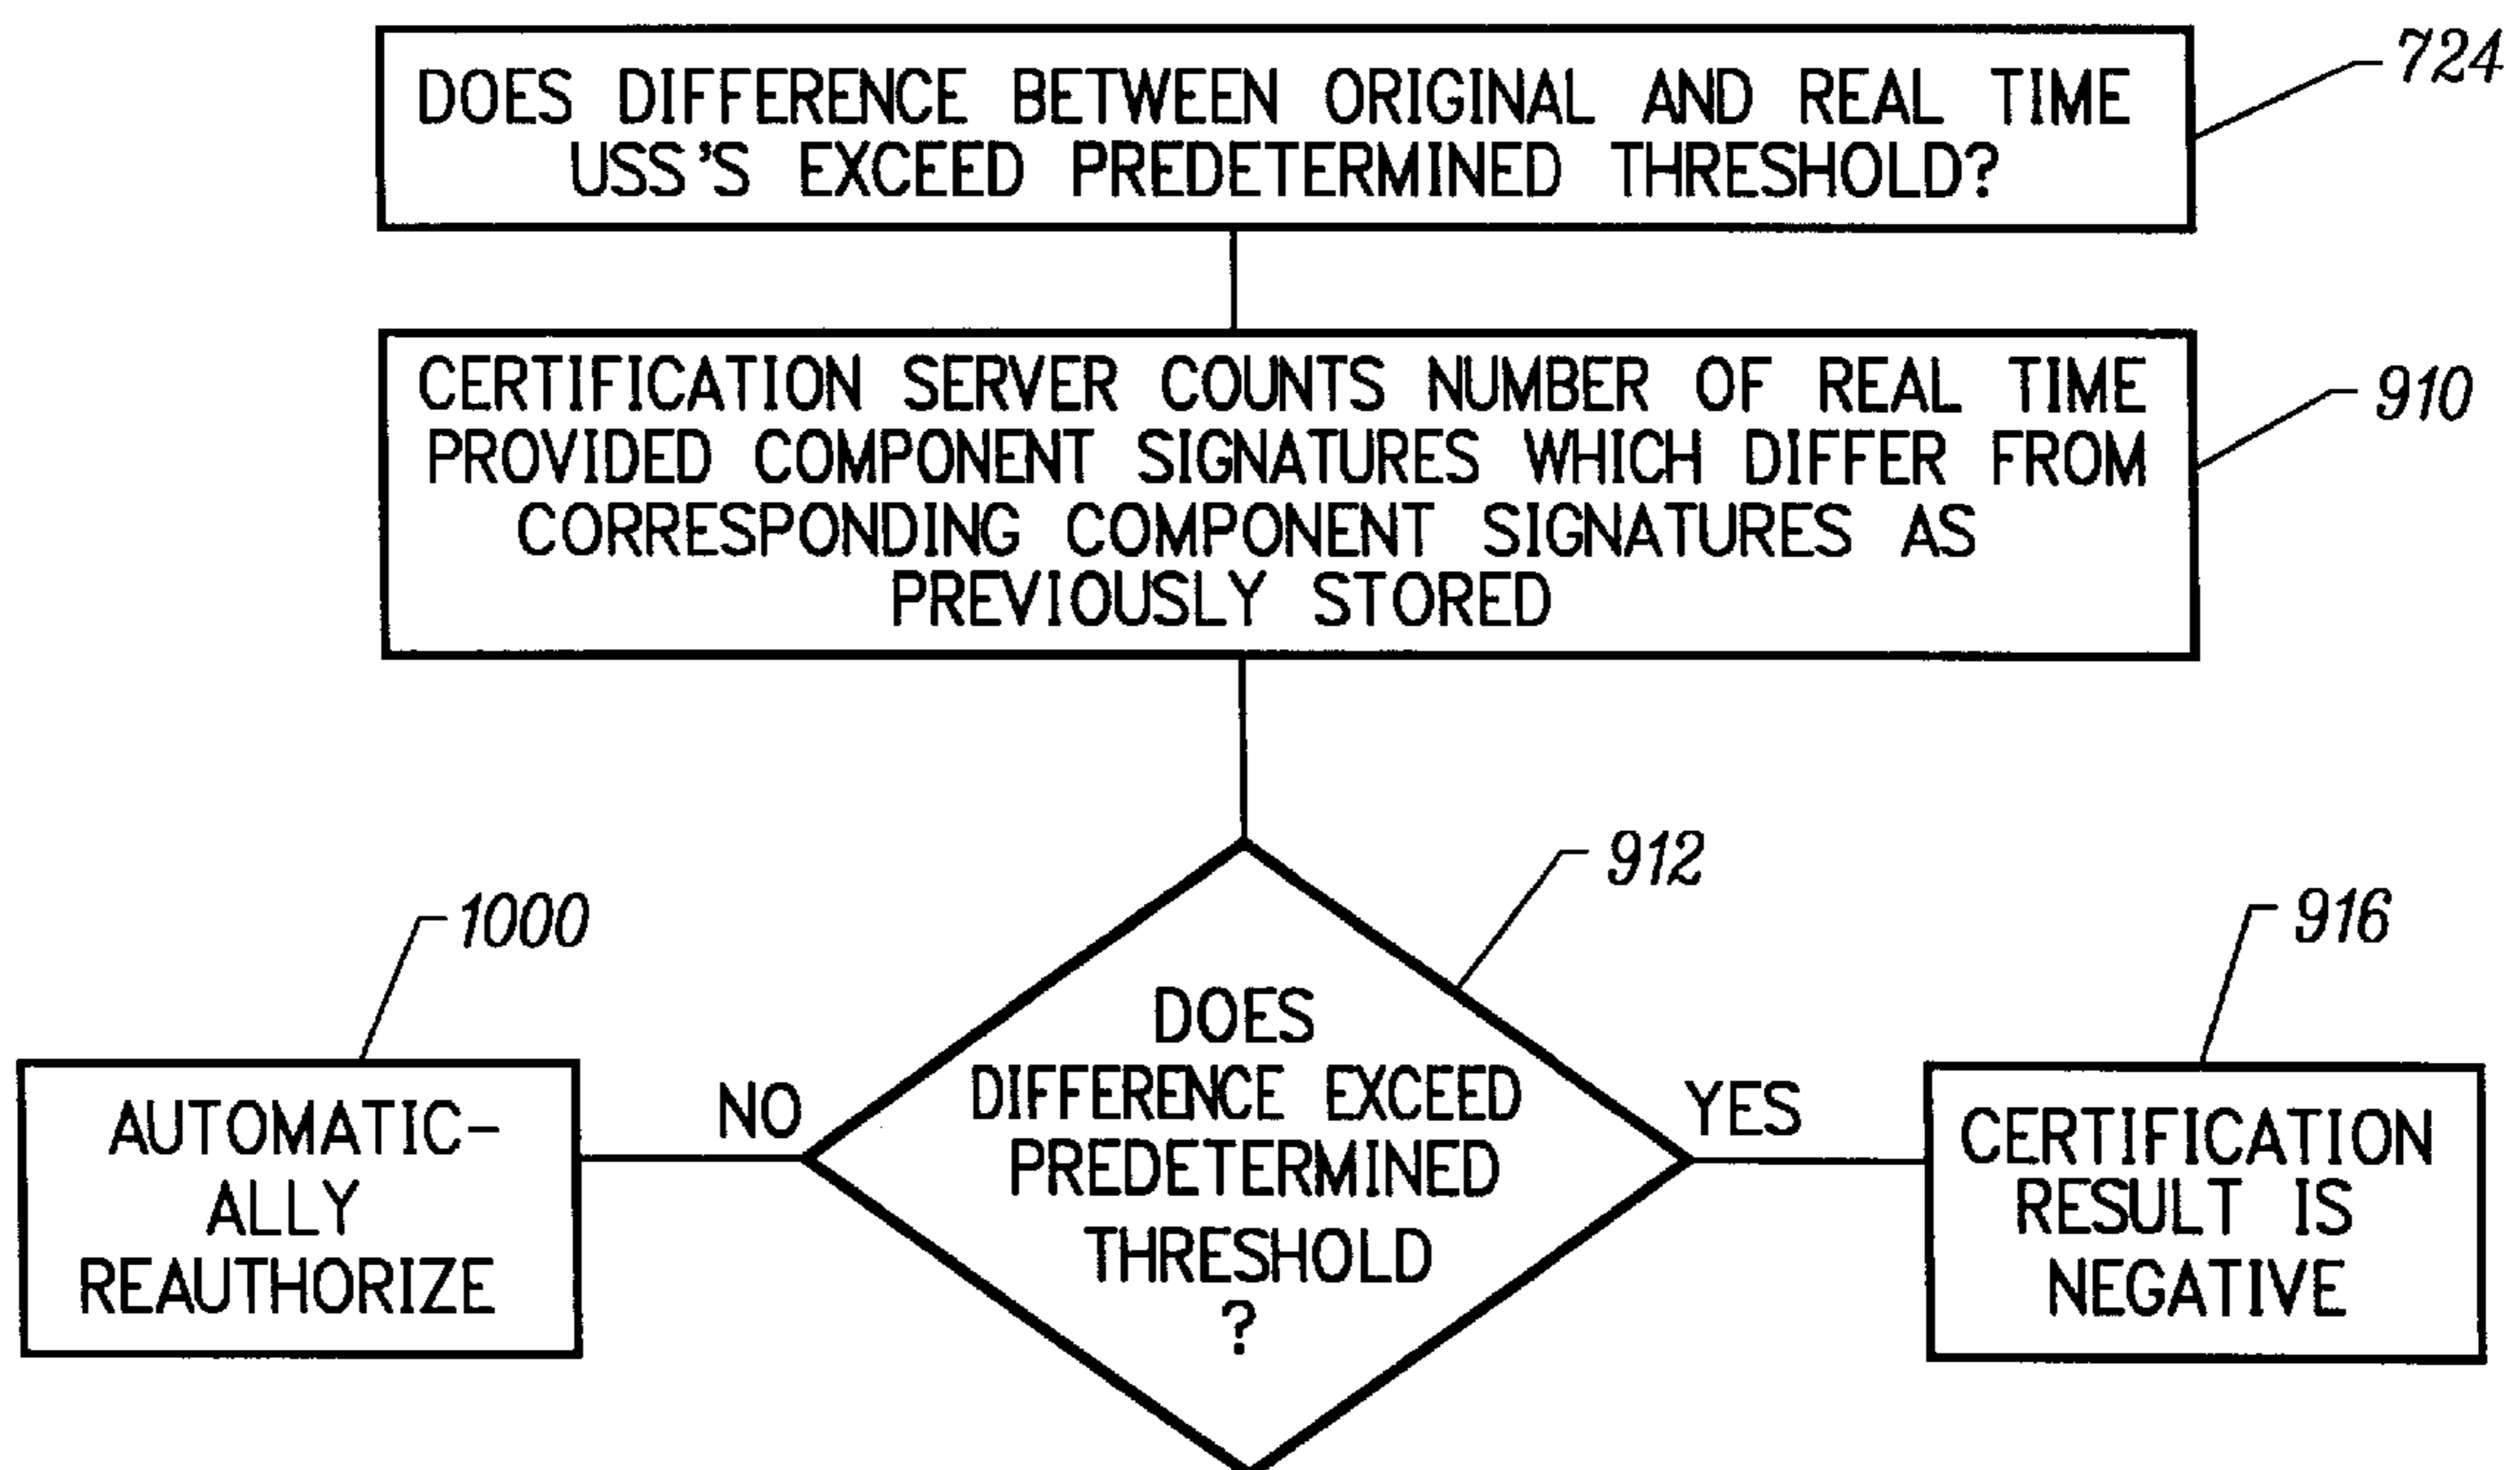 DOES DIFFERENCE BETWEEN ORIGINAL AND REAL TIME
USS'S EXCEED PREDETERMINED THRESHOLD?
724
CERTIFICATION SERVER COUNTS NUMBER OF REAL TIME
PROVIDED COMPONENT SIGNATURES WHICH DIFFER FROM
CORRESPONDING COMPONENT SIGNATURES AS
PREVIOUSLY STORED
910
912
1000
916
AUTOMATIC-
ALLY
REAUTHORIZE
NO
DOES
DIFFERENCE EXCEED
PREDETERMINED
THRESHOLD
?
YES
CERTIFICATION
RESULT IS
NEGATIVE